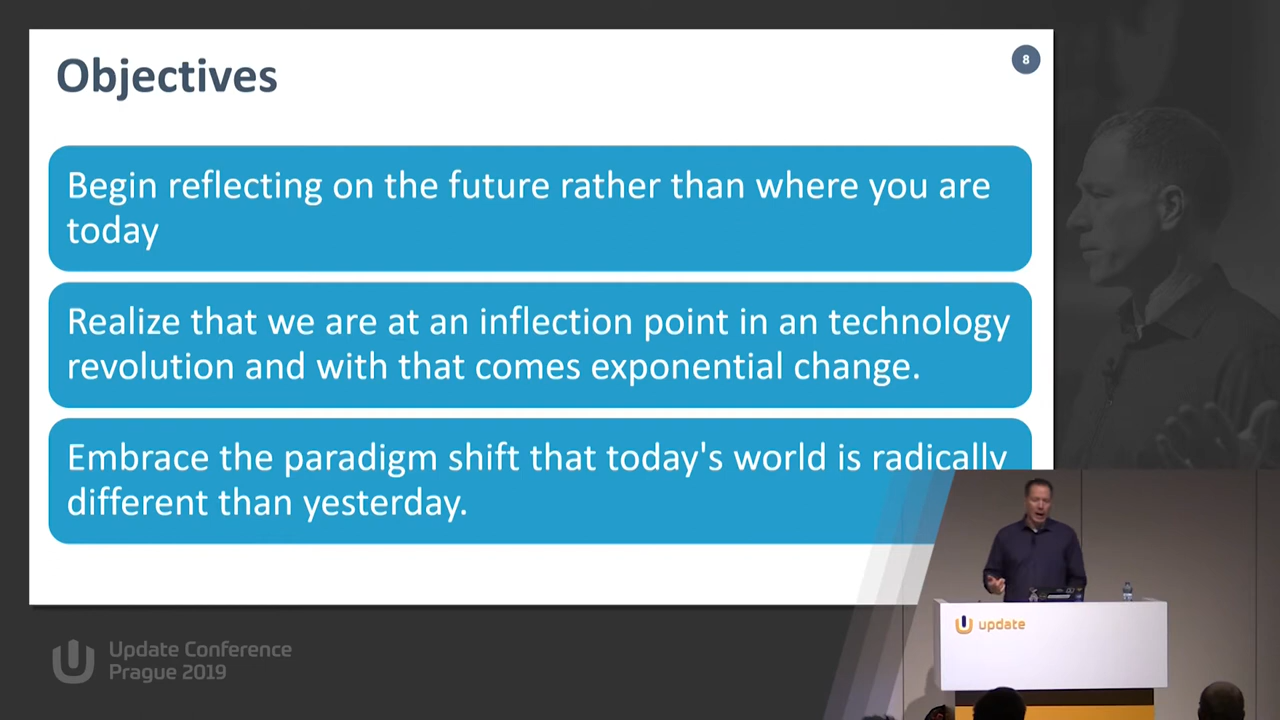 Objectives
8
Begin reflecting on the future rather than where you are
today
Realize that we are at an inflection point in an technology
revolution and with that comes exponential change.
Embrace the paradigm shift that today's world is radically
different than yesterday.
update
Update Conference
Prague 2019